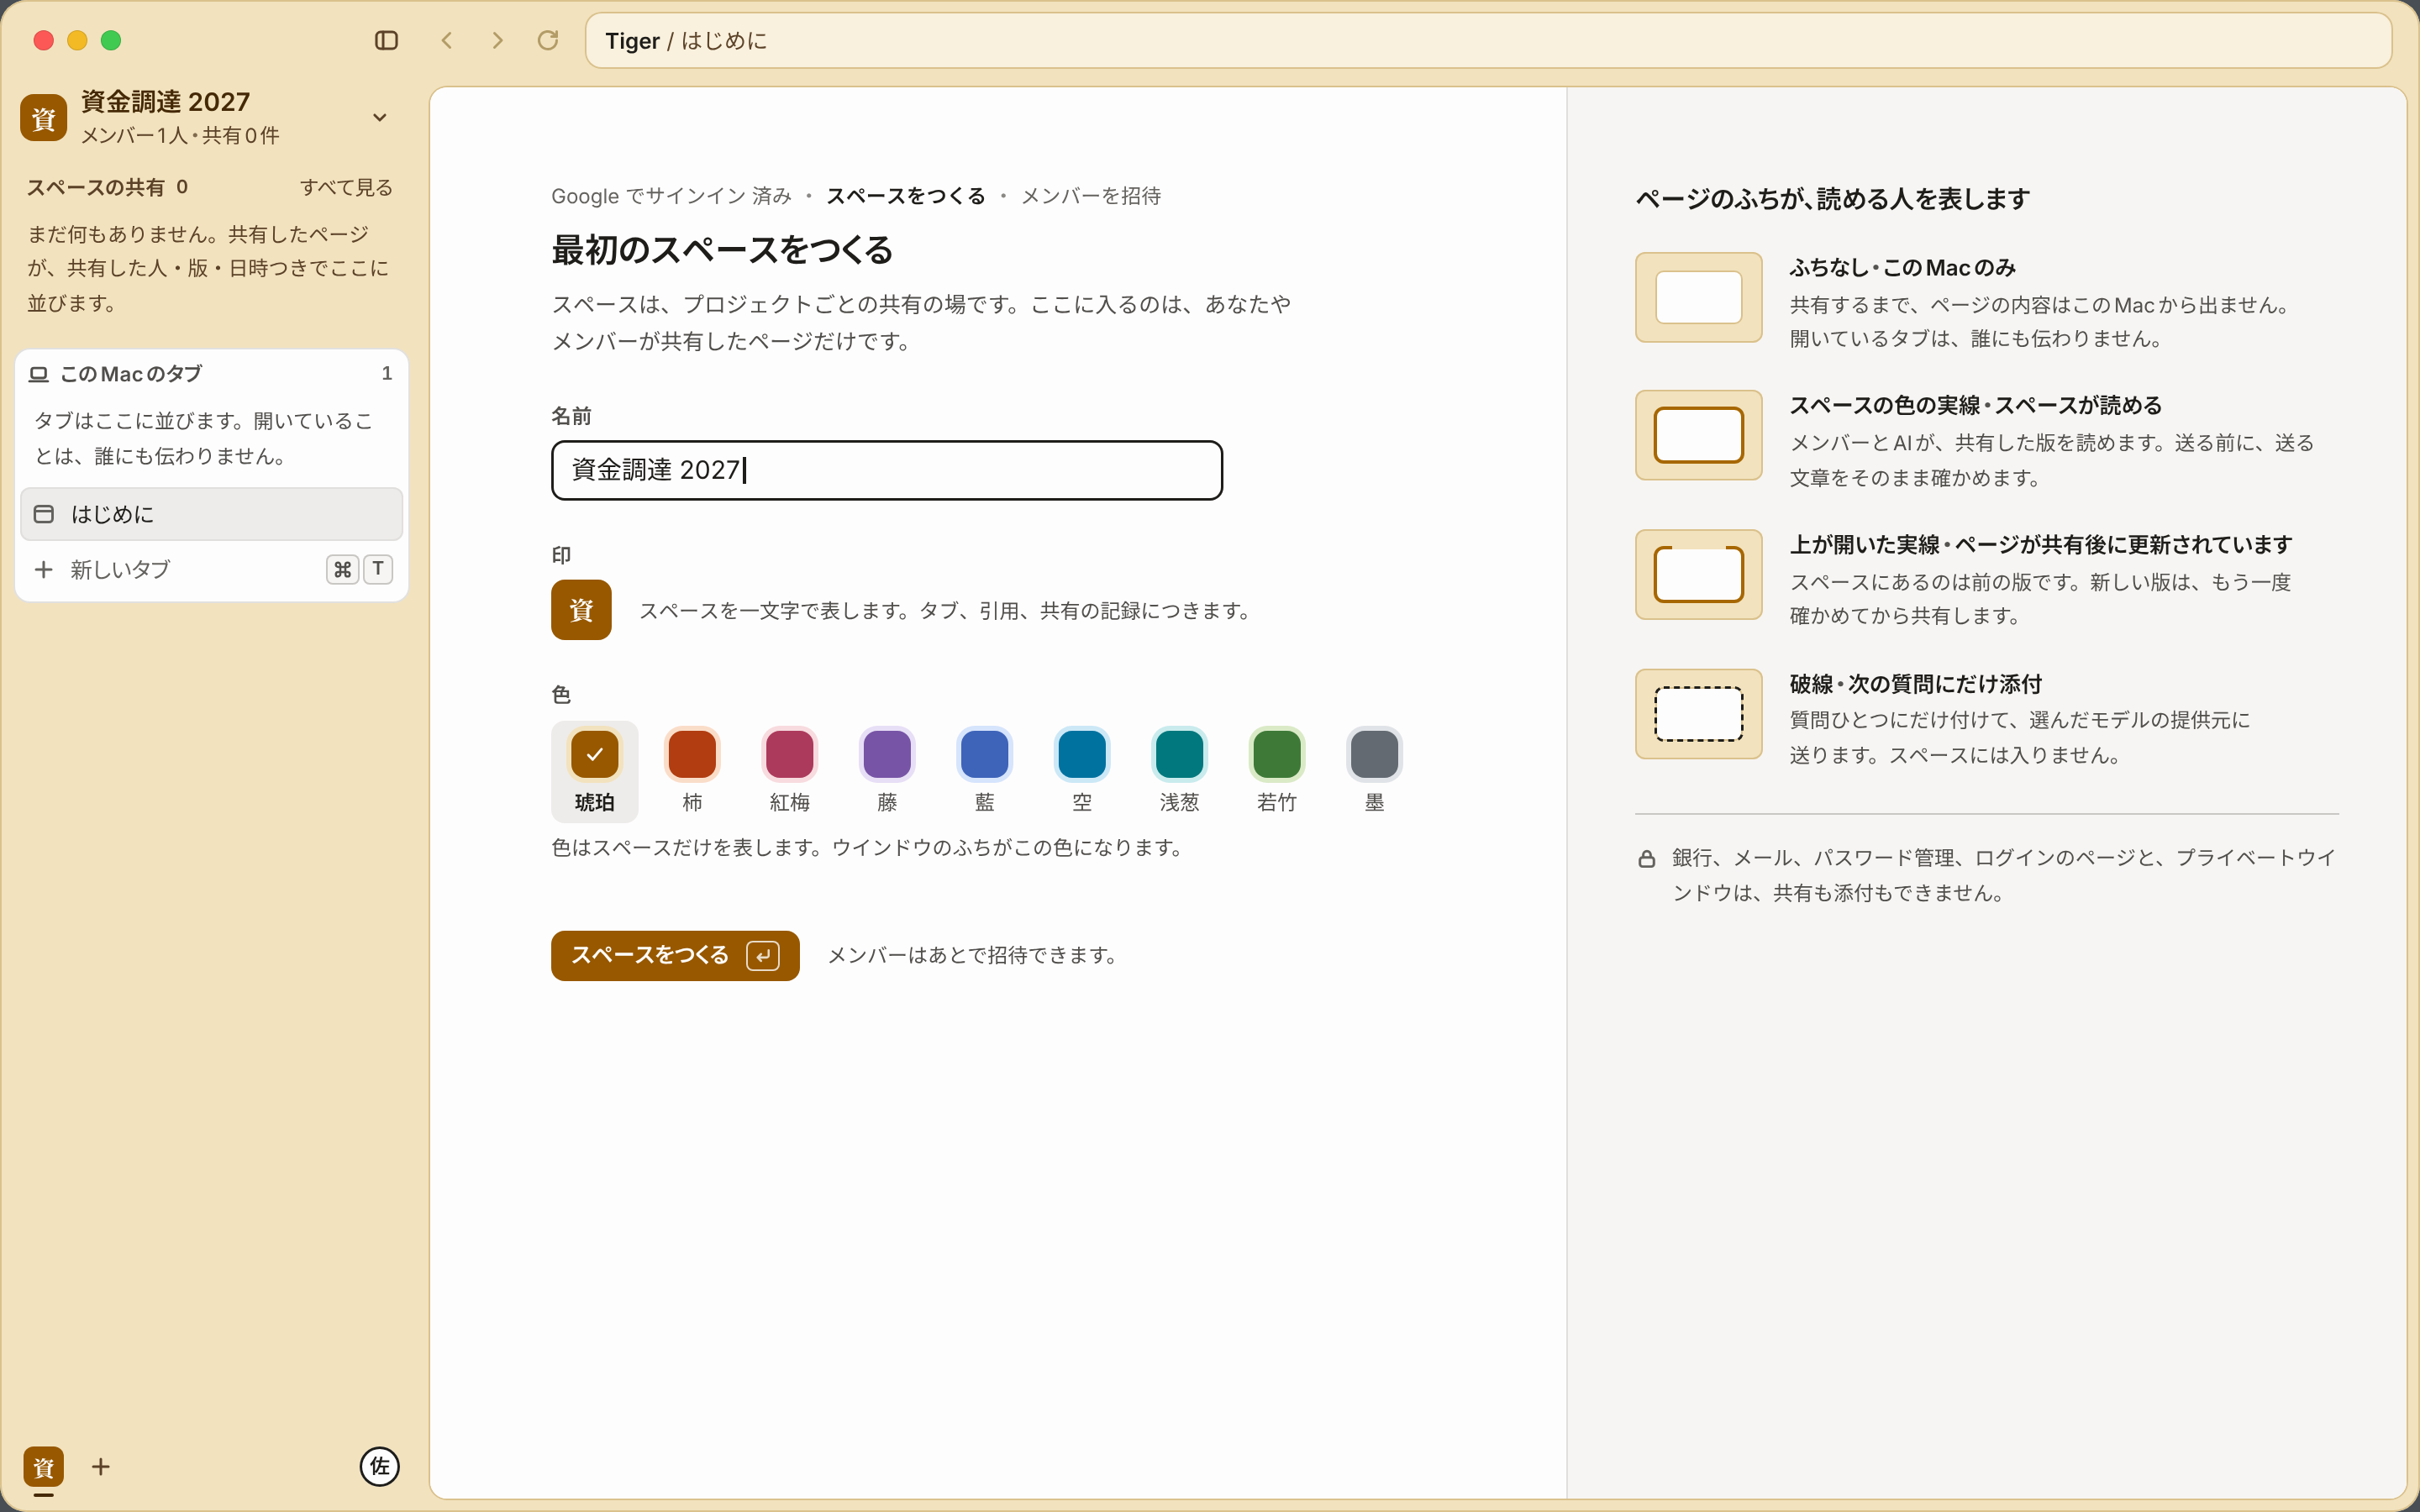 Tiger / はじめに
資
資金調達 2027
メンバー1人・共有0件
スペースの共有 0
すべて見る
まだ何もありません。共有したページ
が、共有した人・版・日時つきでここに
並びます。
このMacのタブ
1
タブはここに並びます。開いているこ
とは、誰にも伝わりません。
はじめに
新しいタブ
⌘ T
資
佐
Google でサインイン 済み ・ スペースをつくる ・ メンバーを招待
最初のスペースをつくる
スペースは、プロジェクトごとの共有の場です。ここに入るのは、あなたや
メンバーが共有したページだけです。
名前
資金調達 2027
印
資
スペースを一文字で表します。タブ、引用、共有の記録につきます。
色
琥珀 柿 紅梅 藤 藍 空 浅葱 若竹 墨
色はスペースだけを表します。ウインドウのふちがこの色になります。
スペースをつくる
メンバーはあとで招待できます。
ページのふちが、読める人を表します
ふちなし・このMacのみ
共有するまで、ページの内容はこのMacから出ません。
開いているタブは、誰にも伝わりません。
スペースの色の実線・スペースが読める
メンバーとAIが、共有した版を読めます。送る前に、送る
文章をそのまま確かめます。
上が開いた実線・ページが共有後に更新されています
スペースにあるのは前の版です。新しい版は、もう一度
確かめてから共有します。
破線・次の質問にだけ添付
質問ひとつにだけ付けて、選んだモデルの提供元に
送ります。スペースには入りません。
銀行、メール、パスワード管理、ログインのページと、プライベートウイ
ンドウは、共有も添付もできません。